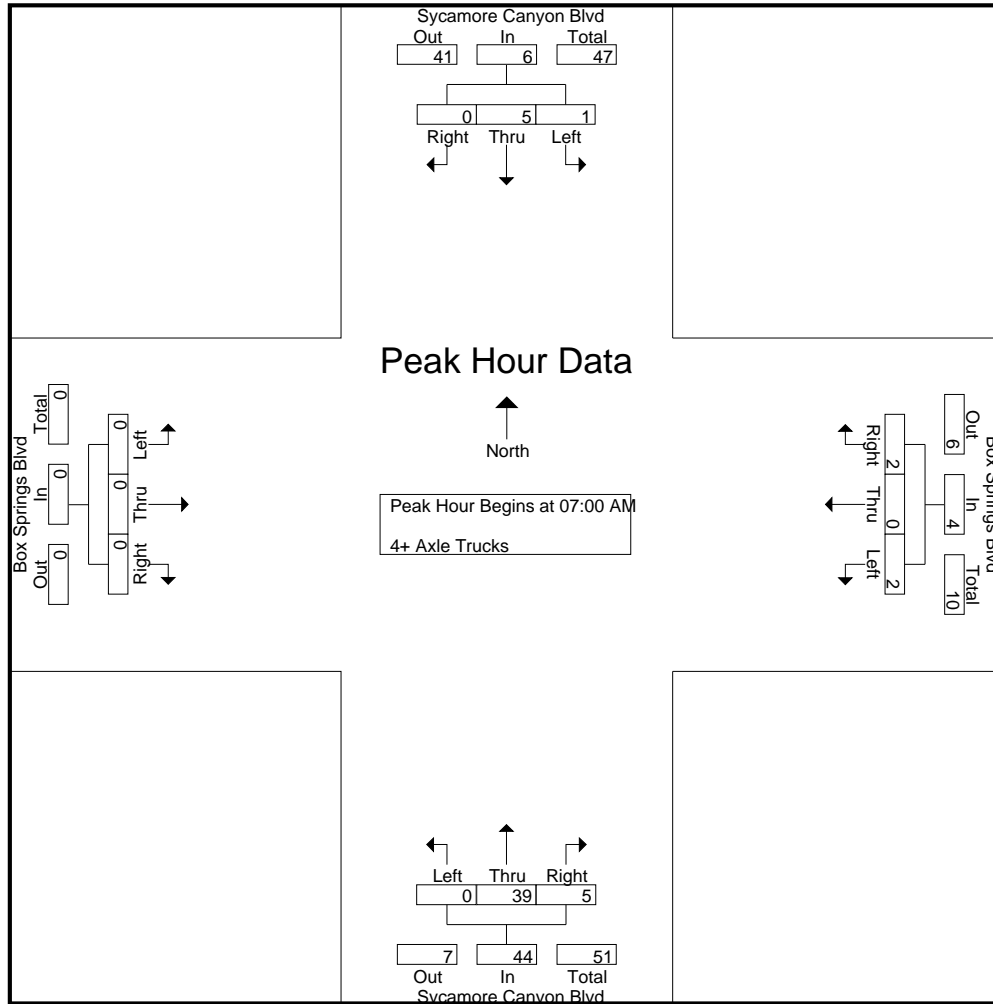 Sycamore Canyon Blvd
Out In Total
41 6 47
0 5 1
Right Thru Left
Peak Hour Data
North
Peak Hour Begins at 07:00 AM
4+ Axle Trucks
Box Springs Blvd
Out In Total
0 0 0
Right Thru Left
0 0 0
Box Springs Blvd
Out In Total
6 4 10
Right Thru Left
2 0 2
Left Thru Right
0 39 5
7 44 51
Out In Total
Sycamore Canyon Blvd